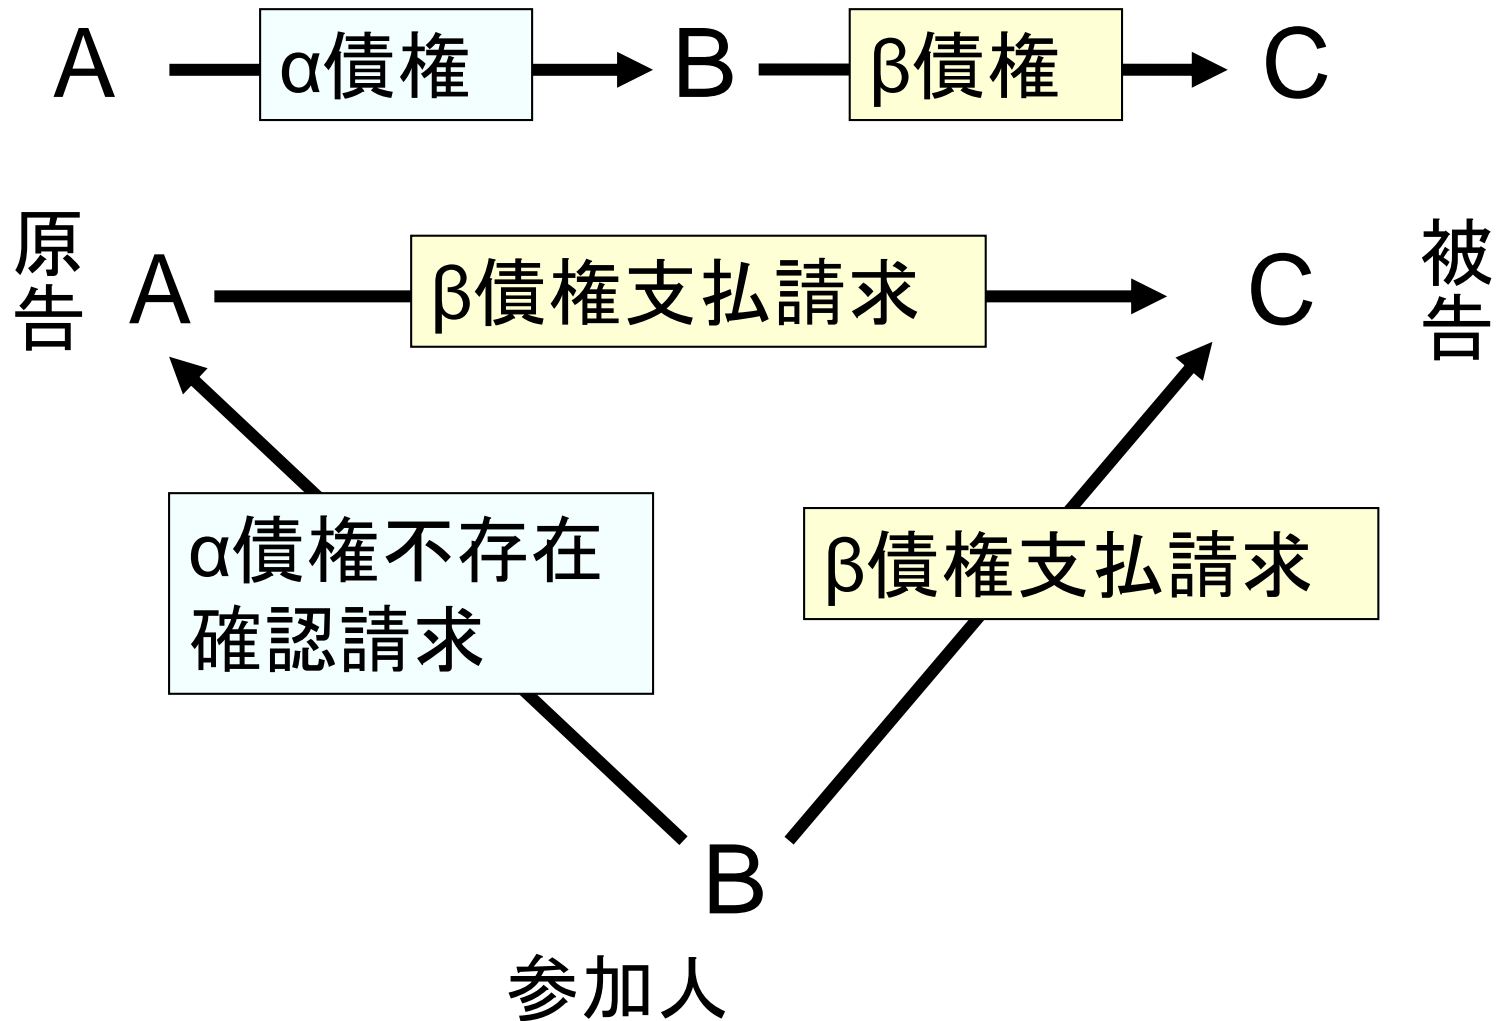 A α債権 B β債権 C
原告 A β債権支払請求 C 被告
α債権不存在
確認請求
β債権支払請求
B
参加人